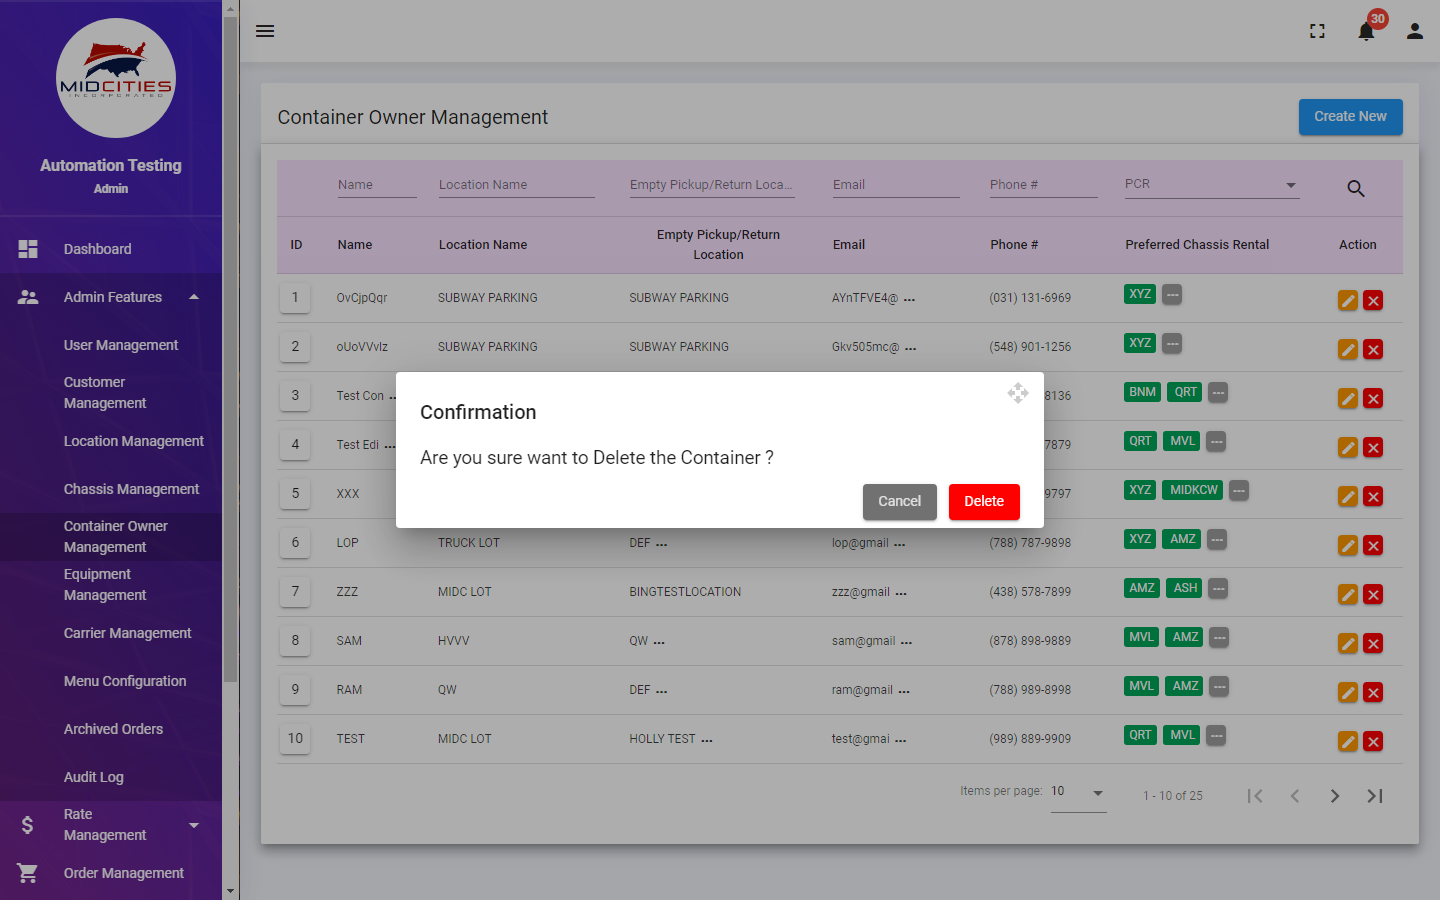 MIDCITIES
INCORPORATED
Automation Testing
Admin
Dashboard
Admin Features
User Management
Customer
Management
Location Management
Chassis Management
Container Owner
Management
Equipment
Management
Carrier Management
Menu Configuration
Archived Orders
Audit Log
Rate
Management
Order Management
30
Container Owner Management
Create New
Name Location Name Empty Pickup/Return Loca... Email Phone # PCR
ID Name Location Name Empty Pickup/Return Location Email Phone # Preferred Chassis Rental Action
1 OvCjpQqr SUBWAY PARKING SUBWAY PARKING AYnTFVE4@ ... (031) 131-6969 XYZ ---
2 oUoVVvIz SUBWAY PARKING SUBWAY PARKING Gkv505mc@ ... (548) 901-1256 XYZ ---
3 Test Con 8136 BNM QRT ---
4 Test Edi ... 7879 QRT MVL ---
5 XXX 9797 XYZ MIDKCW ---
Confirmation
Are you sure want to Delete the Container ?
Cancel Delete
6 LOP TRUCK LOT DEF ... lop@gmail ... (788) 787-9898 XYZ AMZ ---
7 ZZZ MIDC LOT BINGTESTLOCATION zzz@gmail ... (438) 578-7899 AMZ ASH ---
8 SAM HVVV QW ... sam@gmail ... (878) 898-9889 MVL AMZ ---
9 RAM QW DEF ... ram@gmail ... (788) 989-8998 MVL AMZ ---
10 TEST MIDC LOT HOLLY TEST ... test@gmai ... (989) 889-9909 QRT MVL ---
Items per page: 10 1 - 10 of 25